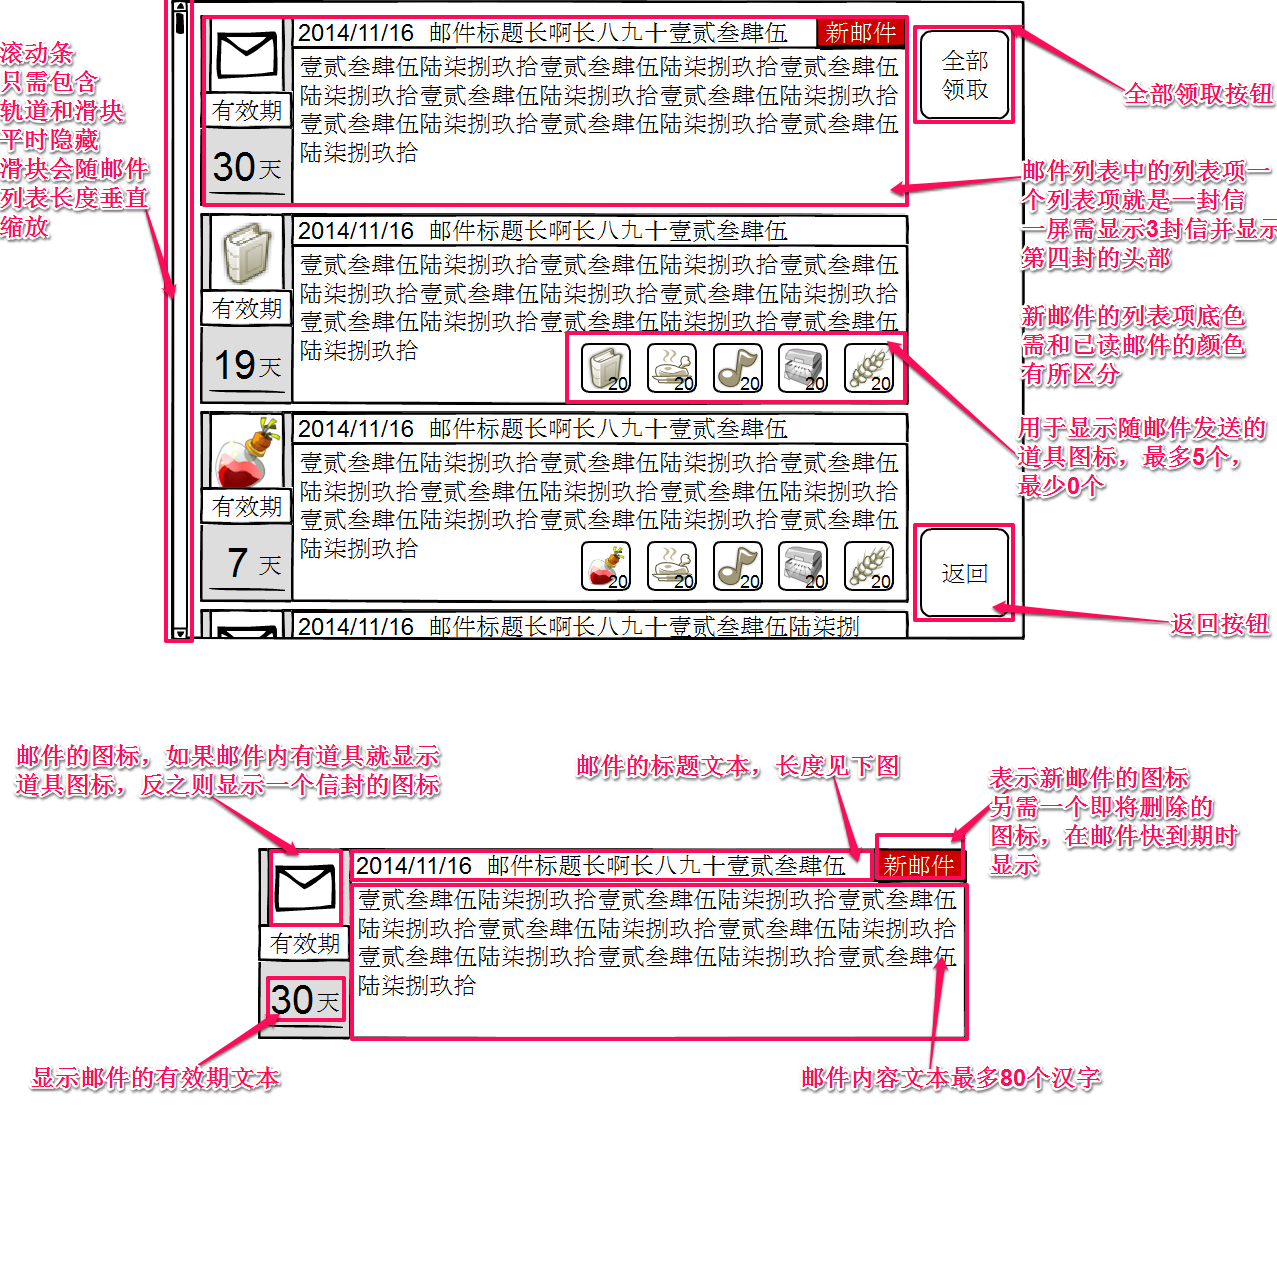 滚动条
只需包含
轨道和滑块
平时隐藏
滑块会随邮件
列表长度垂直
缩放
2014/11/16 邮件标题长啊长八九十壹贰叁肆伍
新邮件
壹贰叁肆伍陆柒捌玖拾壹贰叁肆伍陆柒捌玖拾壹贰叁肆伍
陆柒捌玖拾壹贰叁肆伍陆柒捌玖拾壹贰叁肆伍陆柒捌玖拾
壹贰叁肆伍陆柒捌玖拾壹贰叁肆伍陆柒捌玖拾壹贰叁肆伍
陆柒捌玖拾
有效期
30天
全部
领取
全部领取按钮
邮件列表中的列表项一
个列表项就是一封信
一屏需显示3封信并显示
第四封的头部
2014/11/16 邮件标题长啊长八九十壹贰叁肆伍
壹贰叁肆伍陆柒捌玖拾壹贰叁肆伍陆柒捌玖拾壹贰叁肆伍
陆柒捌玖拾壹贰叁肆伍陆柒捌玖拾壹贰叁肆伍陆柒捌玖拾
壹贰叁肆伍陆柒捌玖拾壹贰叁肆伍陆柒捌玖拾壹贰叁肆伍
陆柒捌玖拾
有效期
19天
20 20 20 20 20
新邮件的列表项底色
需和已读邮件的颜色
有所区分
用于显示随邮件发送的
道具图标，最多5个，
最少0个
2014/11/16 邮件标题长啊长八九十壹贰叁肆伍
壹贰叁肆伍陆柒捌玖拾壹贰叁肆伍陆柒捌玖拾壹贰叁肆伍
陆柒捌玖拾壹贰叁肆伍陆柒捌玖拾壹贰叁肆伍陆柒捌玖拾
壹贰叁肆伍陆柒捌玖拾壹贰叁肆伍陆柒捌玖拾壹贰叁肆伍
陆柒捌玖拾
有效期
7天
20 20 20 20 20
返回
返回按钮
2014/11/16 邮件标题长啊长八九十壹贰叁肆伍陆柒捌
邮件的图标，如果邮件内有道具就显示
道具图标，反之则显示一个信封的图标
邮件的标题文本，长度见下图
表示新邮件的图标
另需一个即将删除的
图标，在邮件快到期时
显示
2014/11/16 邮件标题长啊长八九十壹贰叁肆伍
新邮件
壹贰叁肆伍陆柒捌玖拾壹贰叁肆伍陆柒捌玖拾壹贰叁肆伍
陆柒捌玖拾壹贰叁肆伍陆柒捌玖拾壹贰叁肆伍陆柒捌玖拾
壹贰叁肆伍陆柒捌玖拾壹贰叁肆伍陆柒捌玖拾壹贰叁肆伍
陆柒捌玖拾
有效期
30天
显示邮件的有效期文本
邮件内容文本最多80个汉字